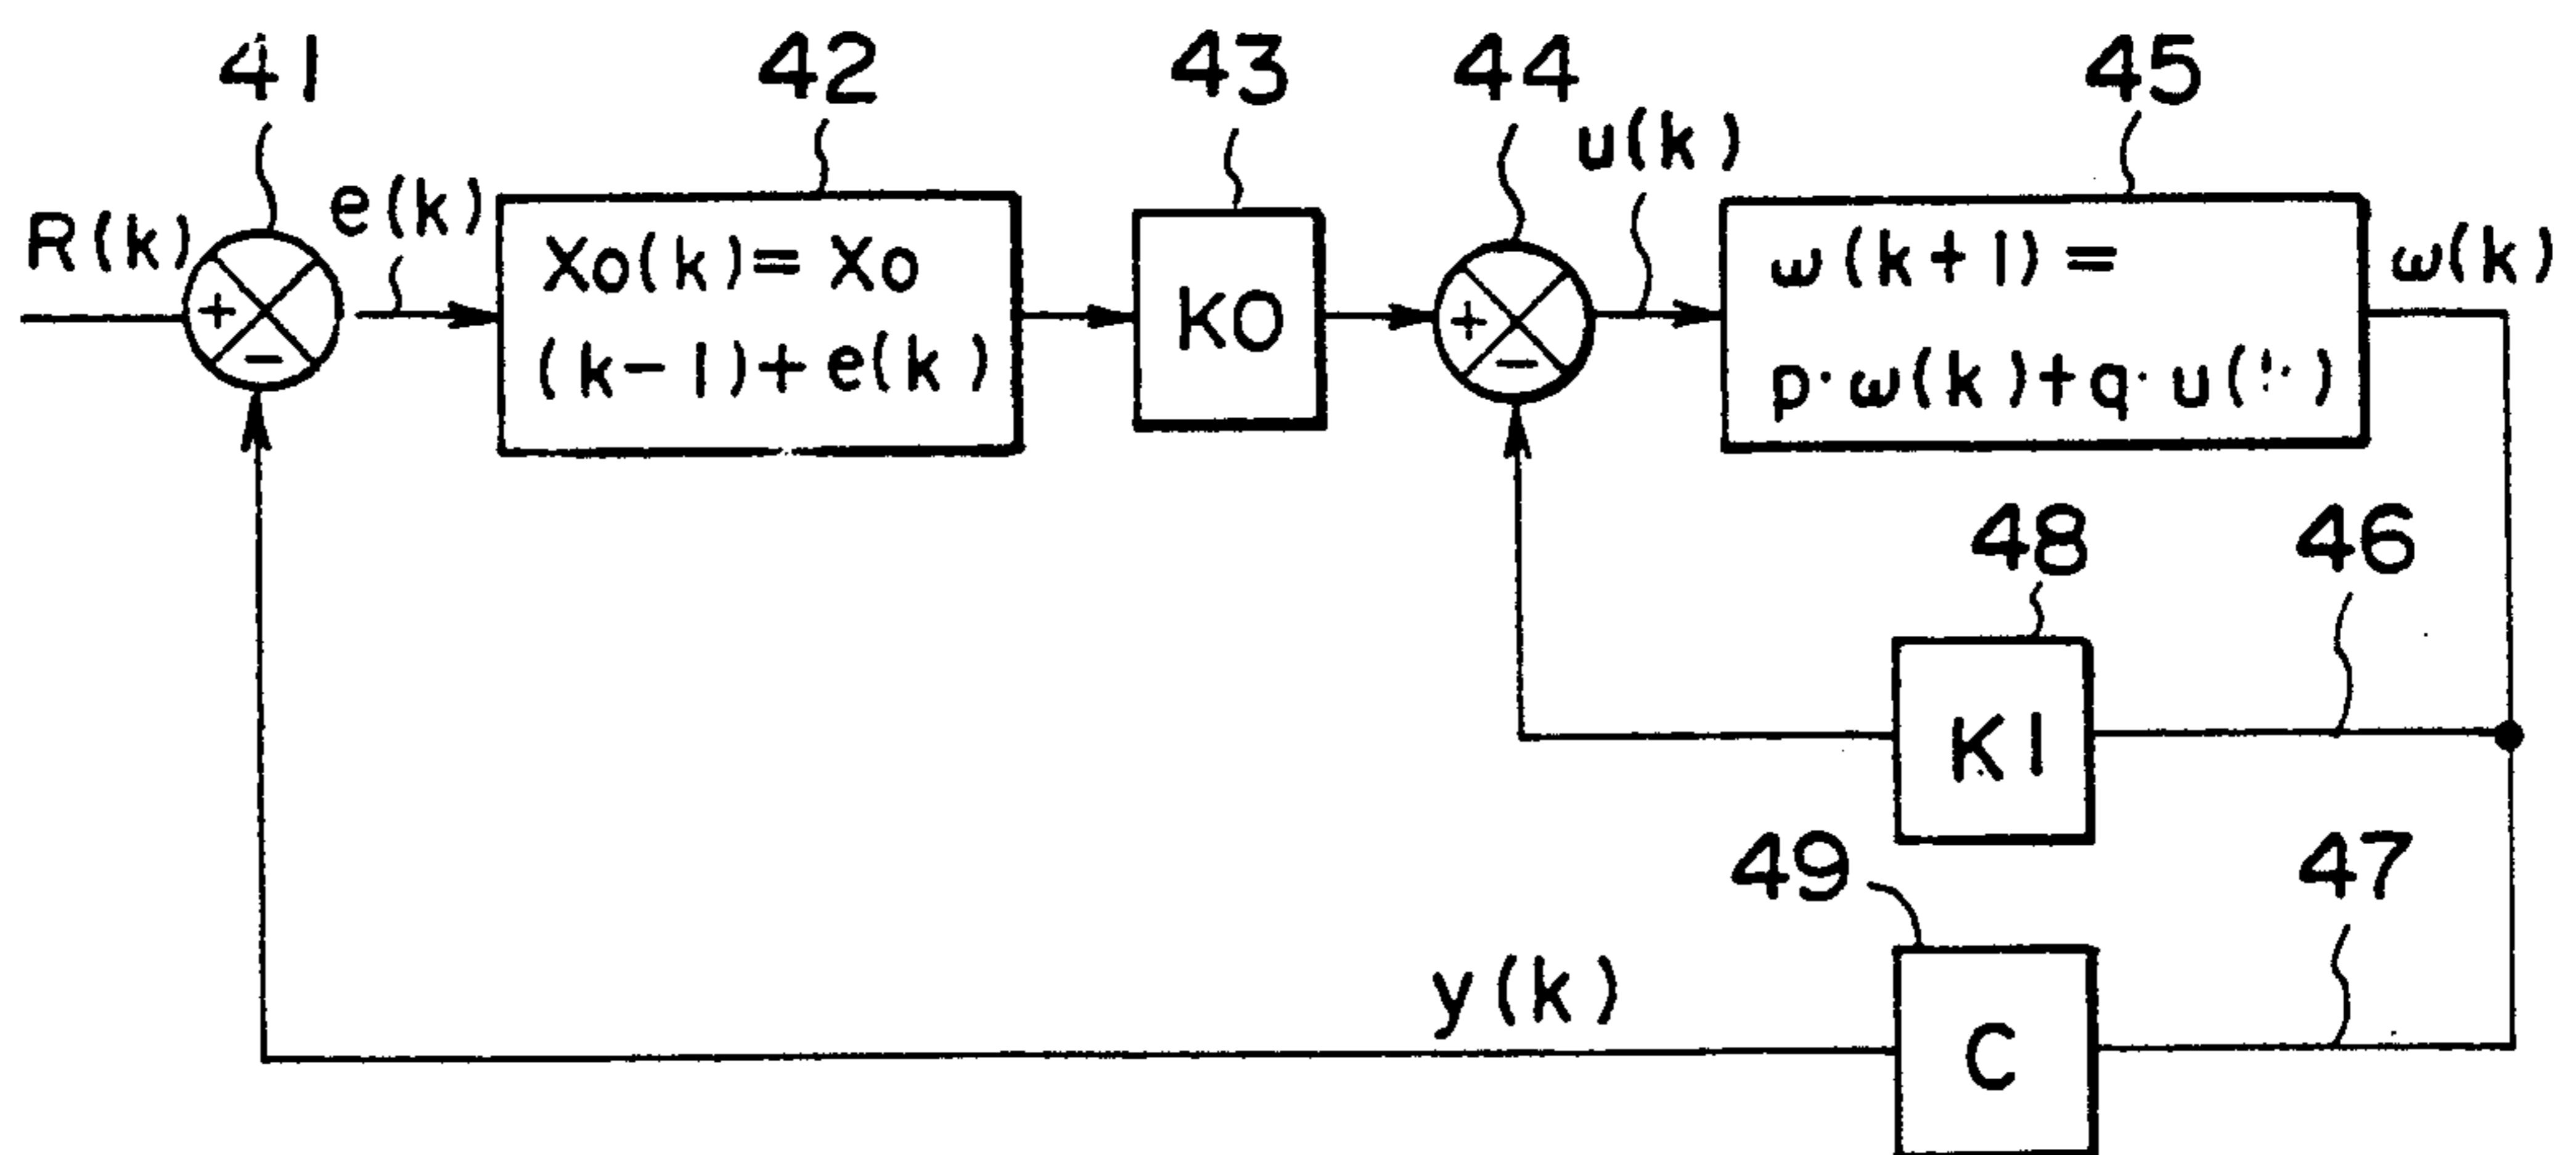 41
42
43
44
45
R(k)
e(k)
u(k)
ω(k)
+
−
Xo(k)= Xo
(k−1)+e(k)
KO
+
−
ω(k+1)=
p·ω(k)+q·u(
48
46
K1
49
47
y(k)
C